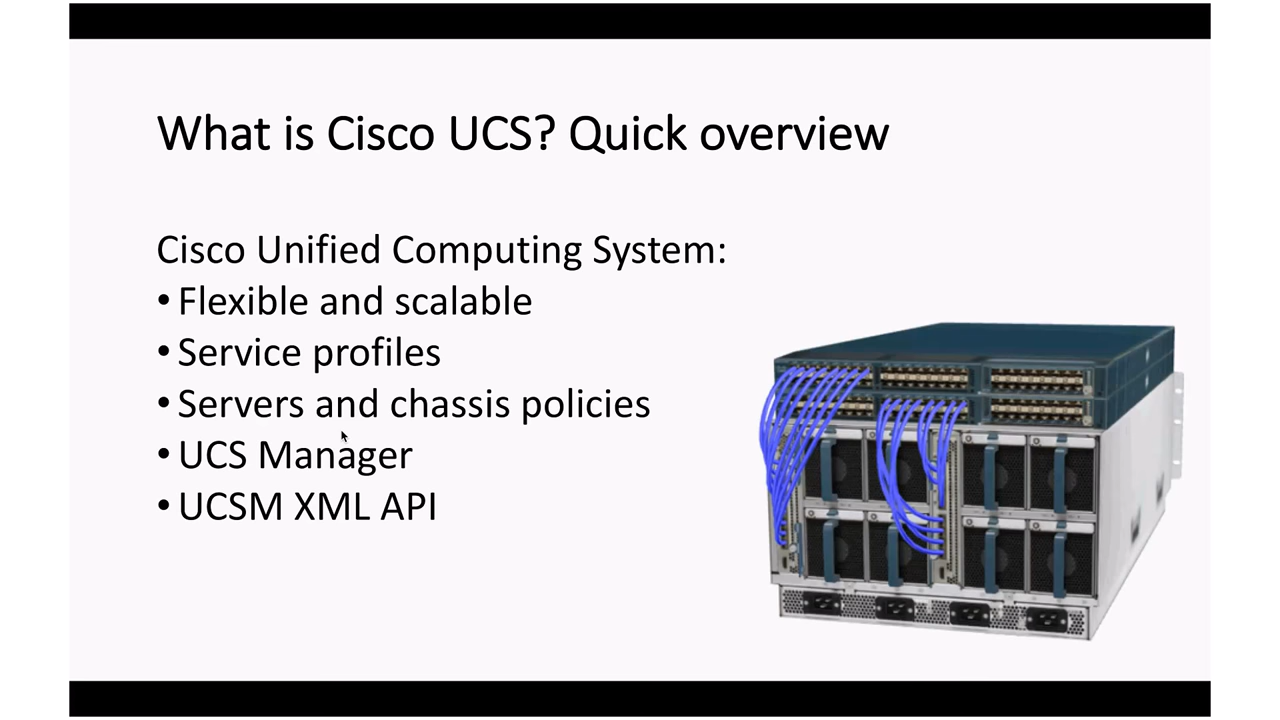 What is Cisco UCS? Quick overview
Cisco Unified Computing System:
• Flexible and scalable
• Service profiles
• Servers and chassis policies
• UCS Manager
• UCSM XML API